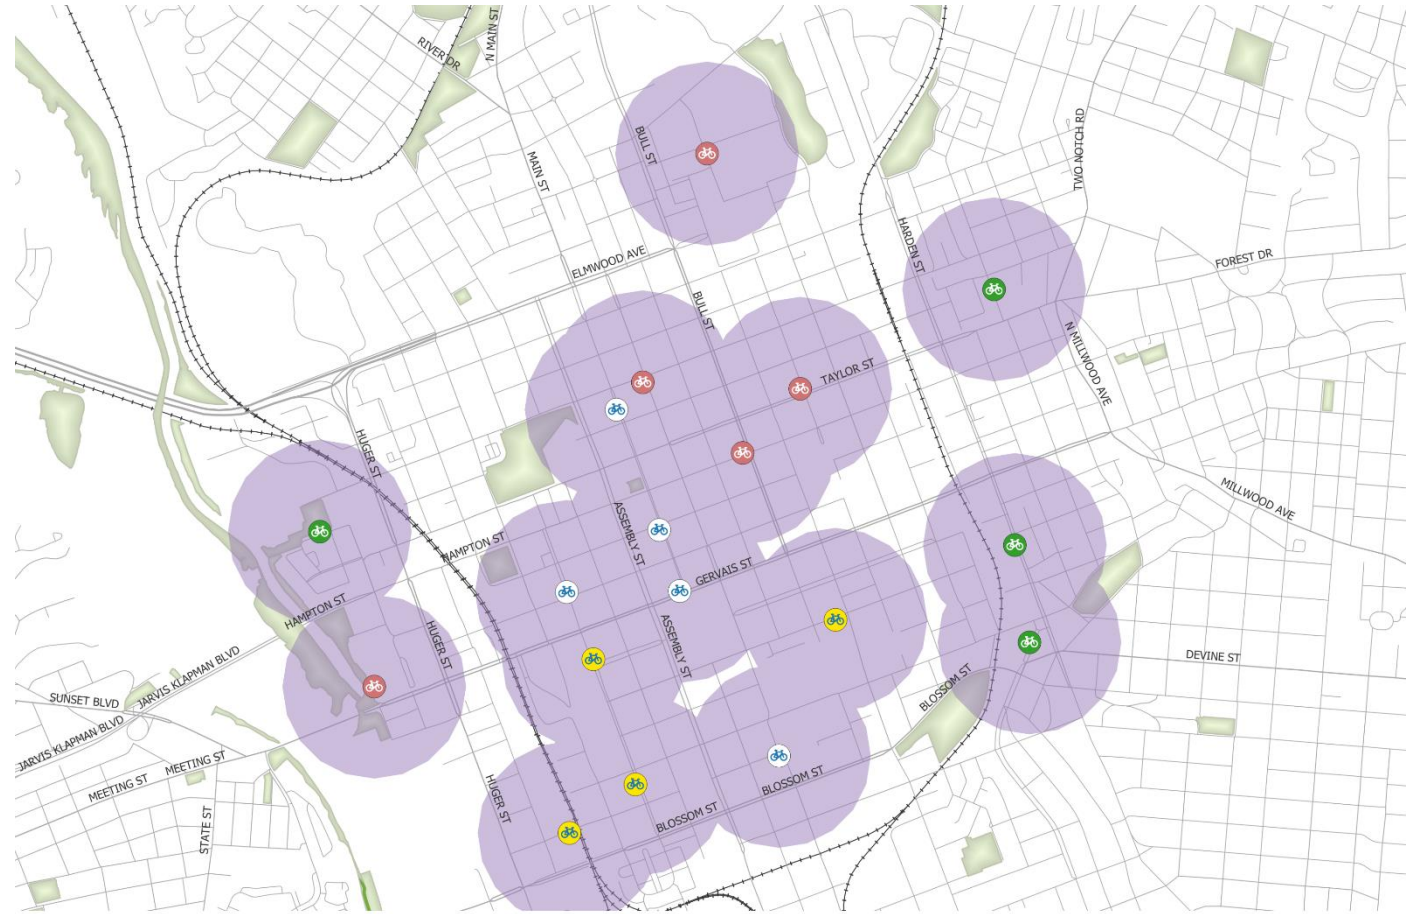 N MAIN ST
RIVER DR
MAIN ST
BULL ST
TWO NOTCH RD
HARDEN ST
ELMWOOD AVE
FOREST DR
BULL ST
N MILLWOOD AVE
TAYLOR ST
HUGER ST
MILLWOOD AVE
ASSEMBLY ST
HAMPTON ST
GERVAIS ST
HAMPTON ST
HUGER ST
ASSEMBLY ST
DEVINE ST
JARVIS KLAPMAN BLVD
BLOSSOM ST
SUNSET BLVD
JARVIS KLAPMAN BLVD
MEETING ST
MEETING ST
BLOSSOM ST
HUGER ST
BLOSSOM ST
STATE ST